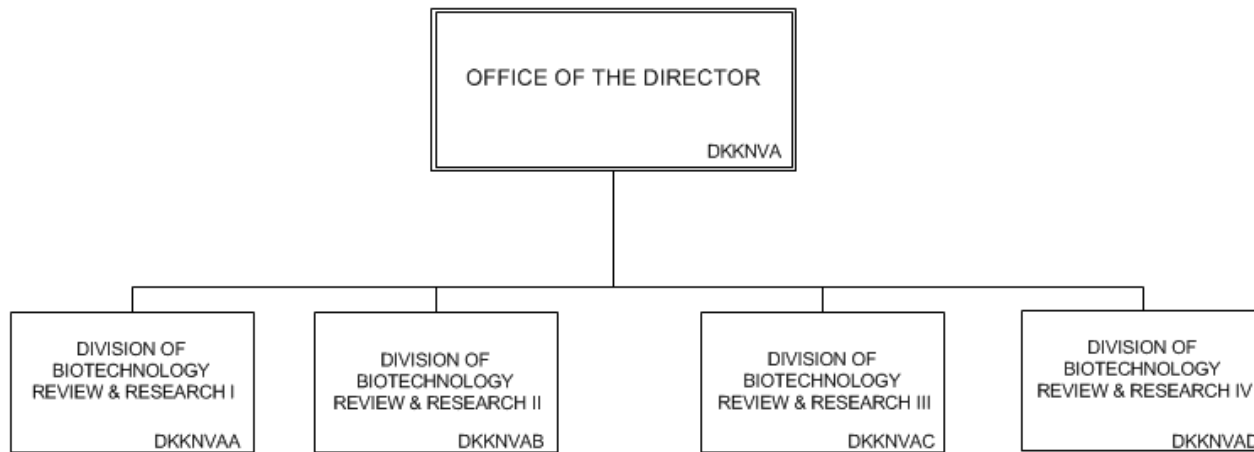 OFFICE OF THE DIRECTOR
DKKNVA
DIVISION OF
BIOTECHNOLOGY
REVIEW & RESEARCH I
DKKNVAA
DIVISION OF
BIOTECHNOLOGY
REVIEW & RESEARCH II
DKKNVAB
DIVISION OF
BIOTECHNOLOGY
REVIEW & RESEARCH III
DKKNVAC
DIVISION OF
BIOTECHNOLOGY
REVIEW & RESEARCH IV
DKKNVAD